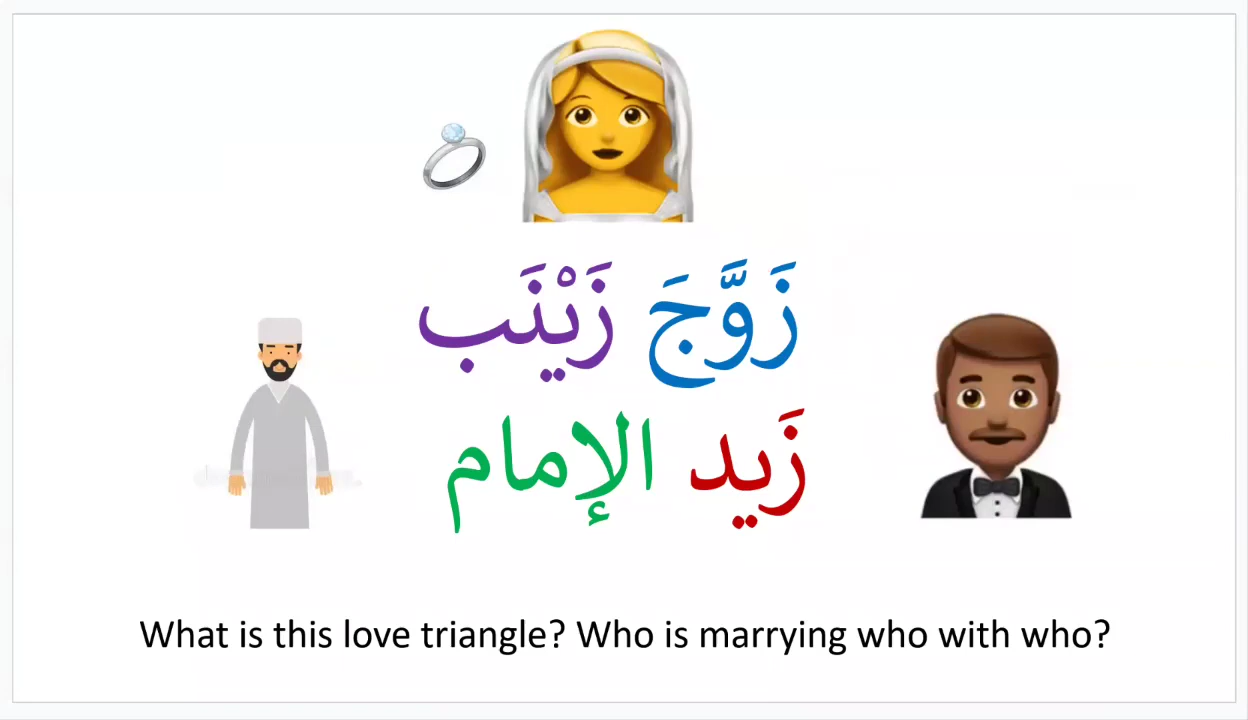 زَوَّجَ زَيْنَب
زَيد الإمام
What is this love triangle? Who is marrying who with who?